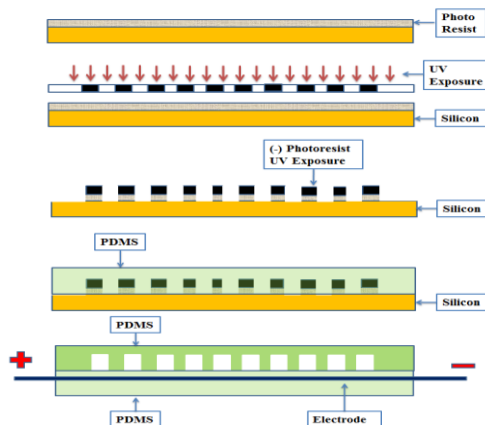 Photo
Resist
UV
Exposure
Silicon
(-) Photoresist
UV Exposure
Silicon
PDMS
Silicon
PDMS
+
−
PDMS
Electrode